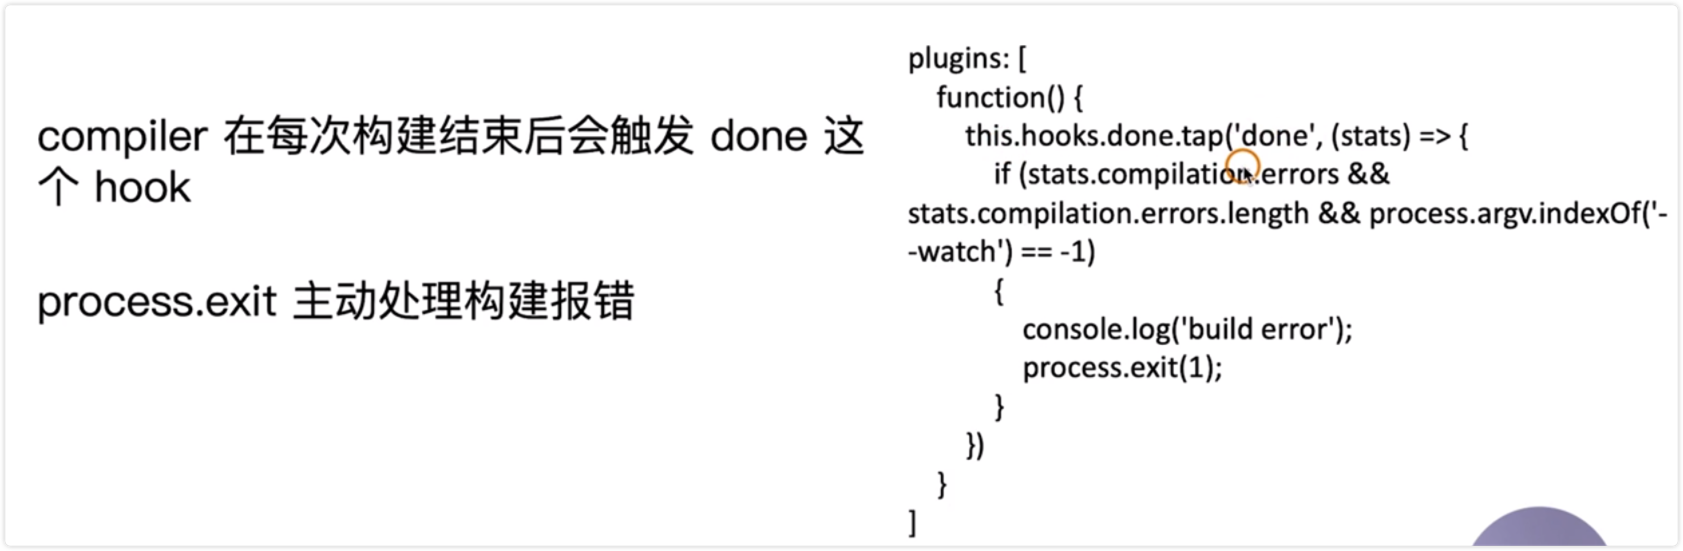 compiler 在每次构建结束后会触发 done 这
个 hook
process.exit 主动处理构建报错
plugins: [
function() {
this.hooks.done.tap('done', (stats) => {
if (stats.compilation.errors &&
stats.compilation.errors.length && process.argv.indexOf('-
-watch') == -1)
{
console.log('build error');
process.exit(1);
}
})
}
]